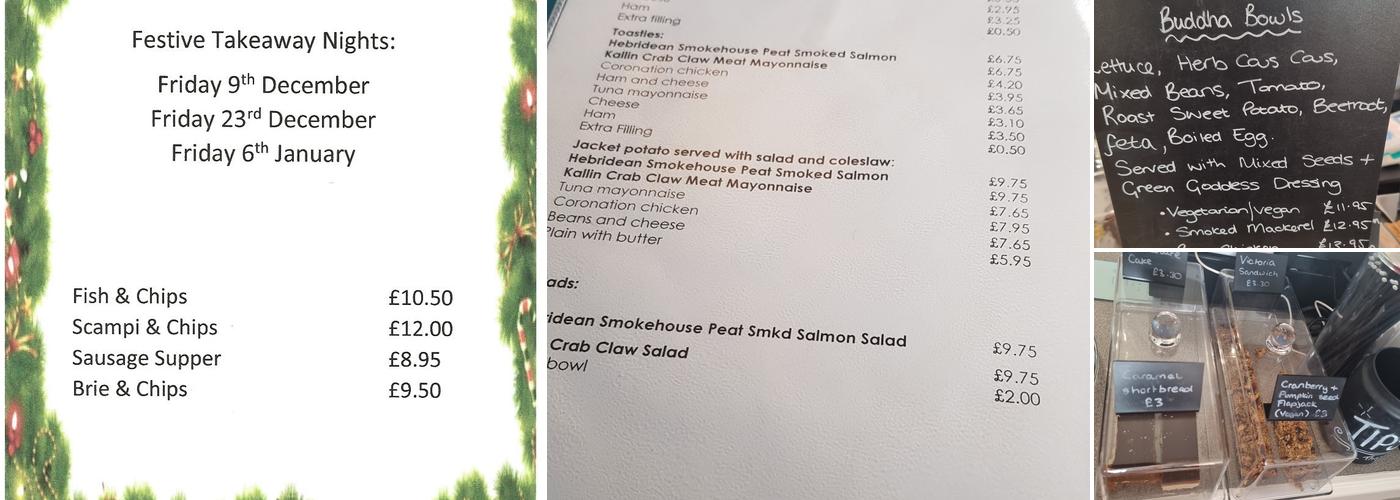 Festive Takeaway Nights:
Friday 9th December
Friday 23rd December
Friday 6th January
Fish & Chips £10.50
Scampi & Chips £12.00
Sausage Supper £8.95
Brie & Chips £9.50
Ham £2.95
Extra filling £3.25
£0.50
Toasties:
Hebridean Smokehouse Peat Smoked Salmon £6.75
Kallin Crab Claw Meat Mayonnaise £6.75
Coronation chicken £4.20
Ham and cheese £3.95
Tuna mayonnaise £3.65
Cheese £3.10
Ham £3.50
Extra Filling £0.50
Jacket potato served with salad and coleslaw:
Hebridean Smokehouse Peat Smoked Salmon £9.75
Kallin Crab Claw Meat Mayonnaise £9.75
Tuna mayonnaise £7.65
Coronation chicken £7.95
Beans and cheese £7.65
Plain with butter £5.95
ads:
idean Smokehouse Peat Smkd Salmon Salad £9.75
Crab Claw Salad £9.75
bowl £2.00
Buddha Bowls
Lettuce, Herb Cous Cous,
Mixed Beans, Tomato,
Roast Sweet Potato, Beetroot,
feta, Boiled Egg.
Served with Mixed Seeds +
Green Goddess Dressing
• Vegetarian/Vegan £11.95
• Smoked Mackerel £12.95
£13.95
Cake
£3.30
Victoria
Sandwich
£3.30
Caramel
shortbread
£3
Cranberry +
Pumpkin seed
Flapjack
(Vegan) £3
TIP